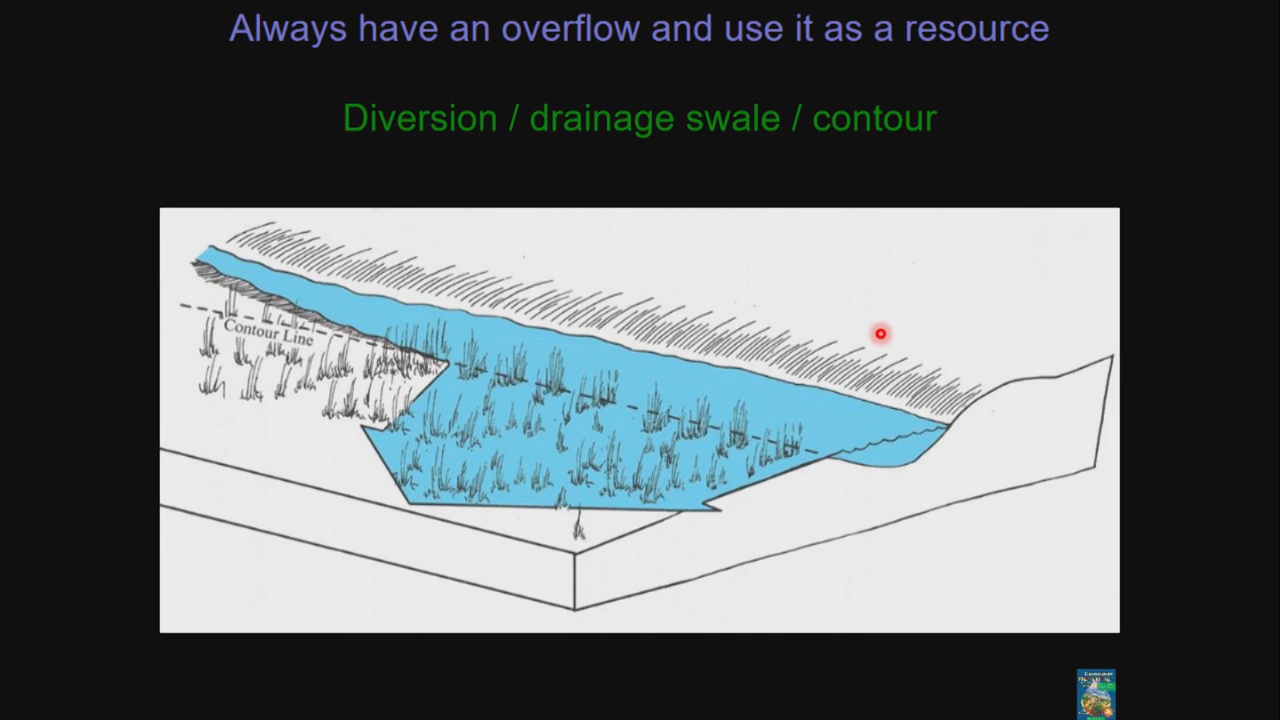 Always have an overflow and use it as a resource
Diversion / drainage swale / contour
Contour Line